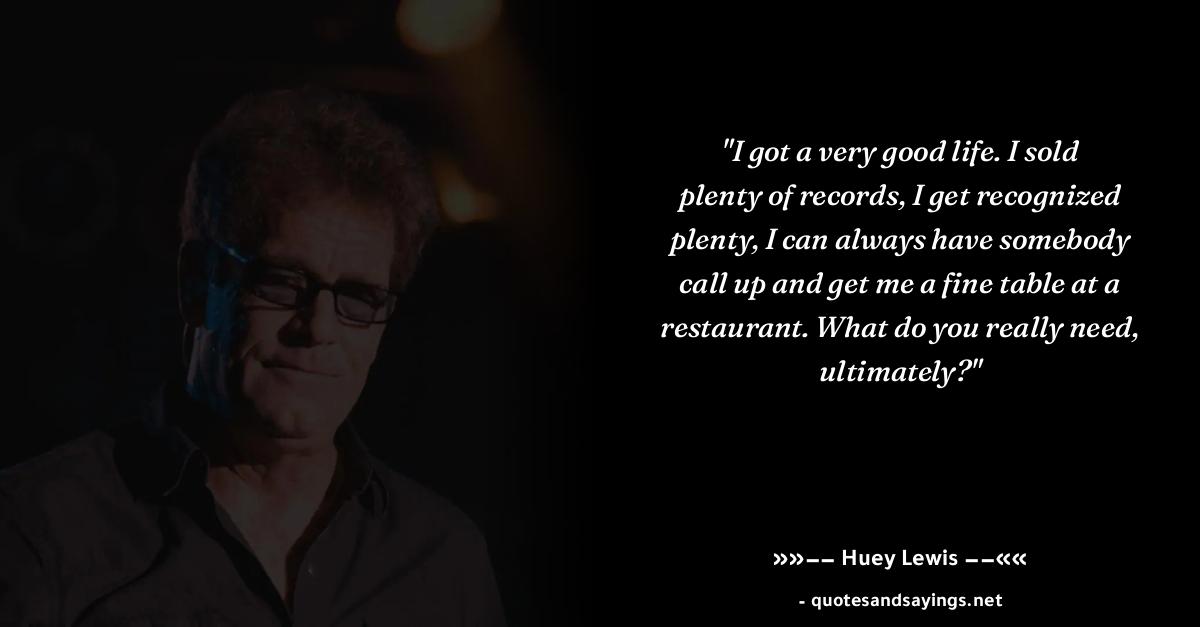 "I got a very good life. I sold
plenty of records, I get recognized
plenty, I can always have somebody
call up and get me a fine table at a
restaurant. What do you really need,
ultimately?"
»»–– Huey Lewis ––««
- quotesandsayings.net